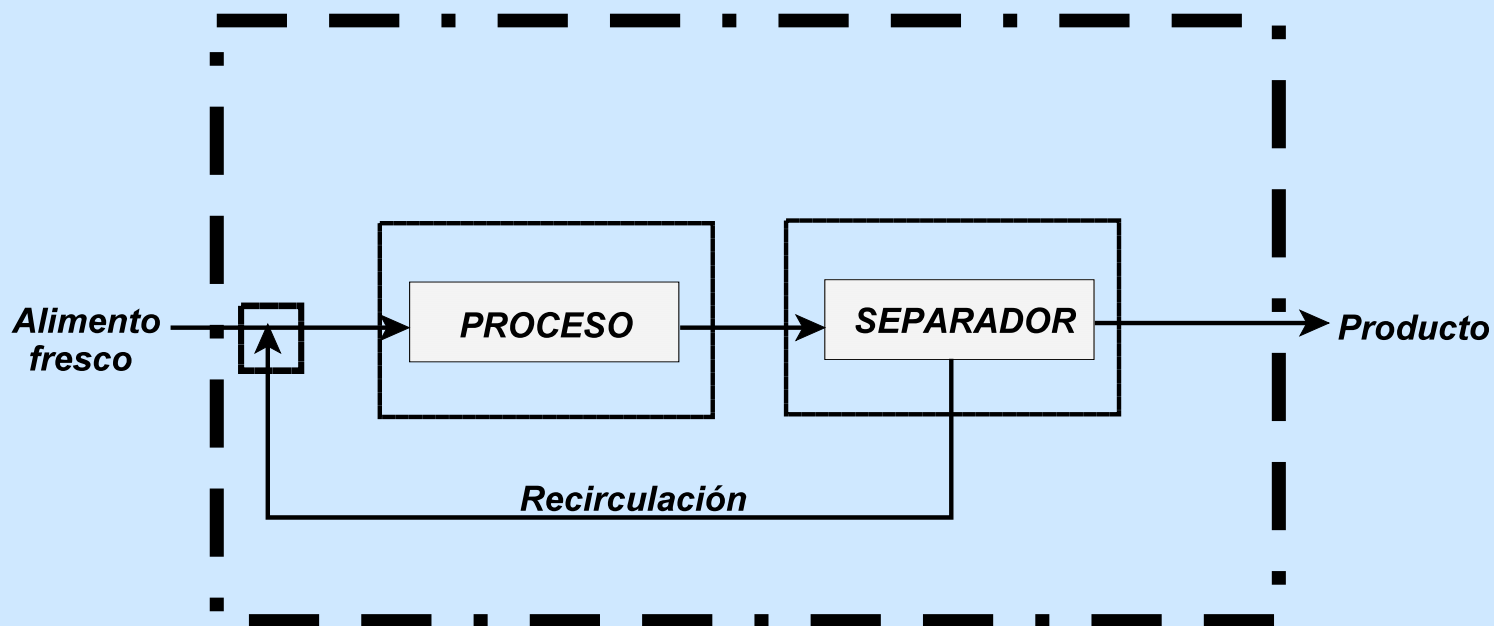 Alimento
fresco
PROCESO
SEPARADOR
Producto
Recirculación